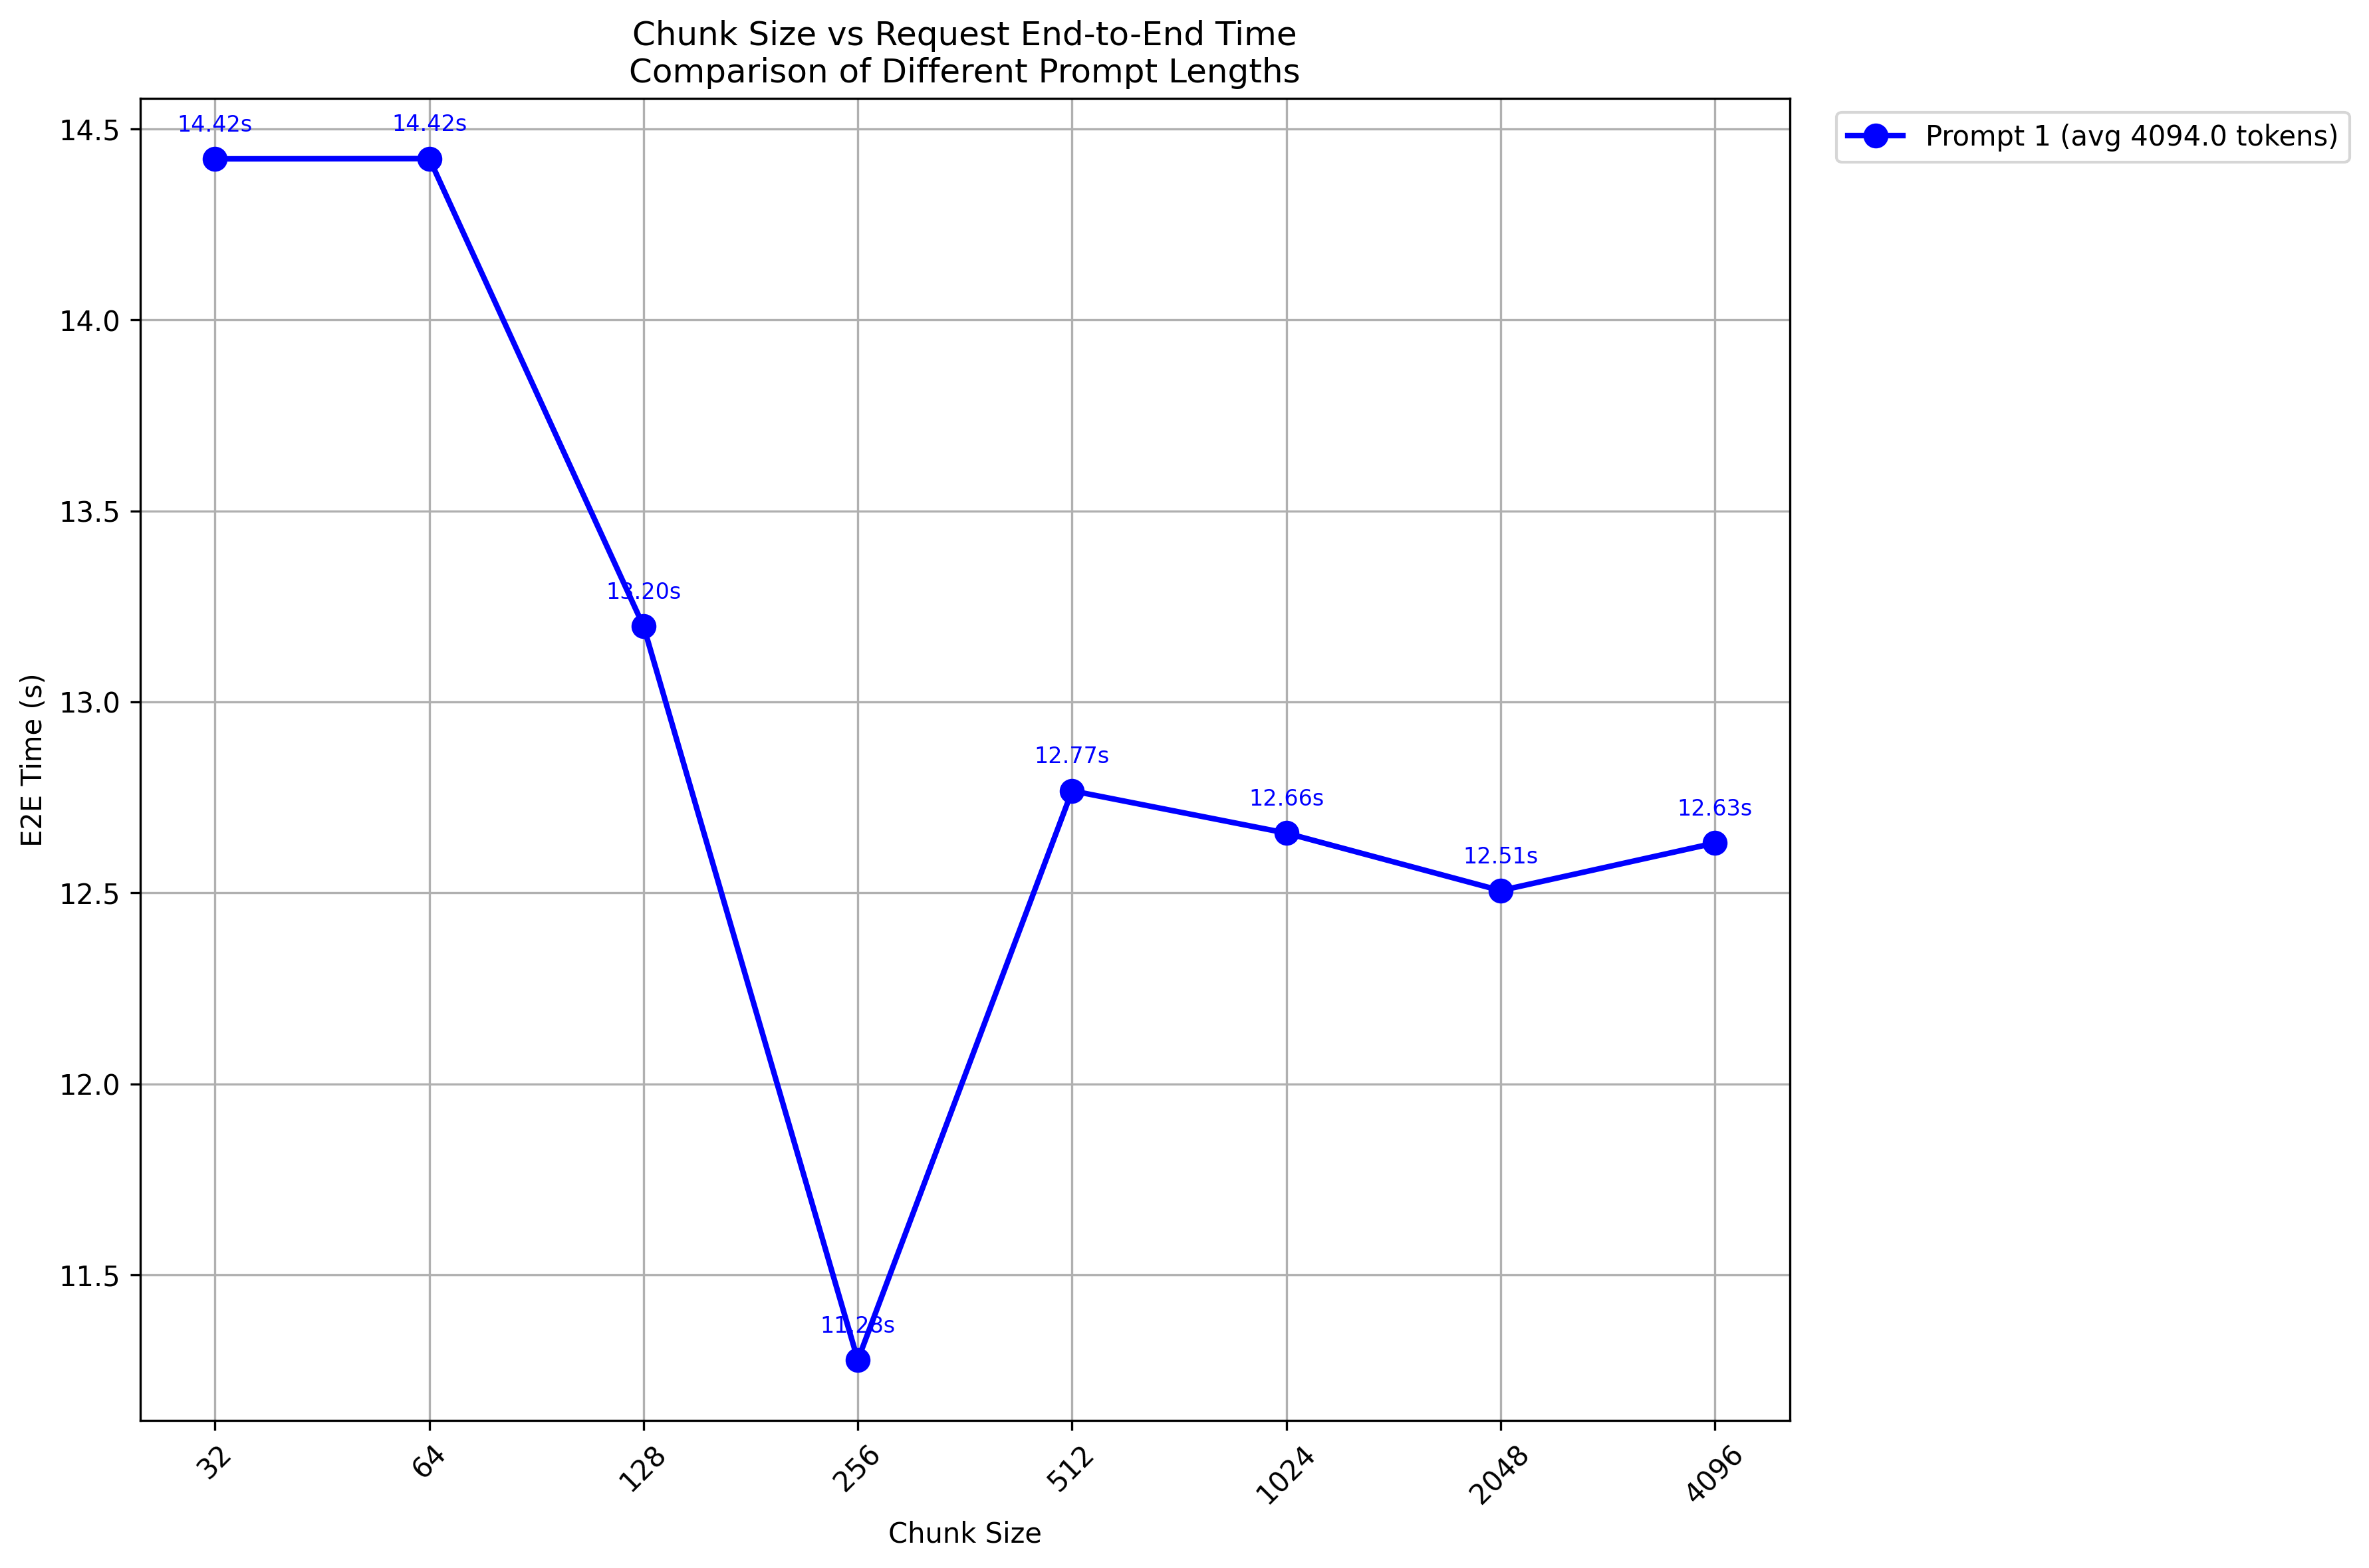 Chunk Size vs Request End-to-End Time
Comparison of Different Prompt Lengths
Prompt 1 (avg 4094.0 tokens)
E2E Time (s)
14.5
14.0
13.5
13.0
12.5
12.0
11.5
14.42s
14.42s
13.20s
11.28s
12.77s
12.66s
12.51s
12.63s
32
64
128
256
512
1024
2048
4096
Chunk Size